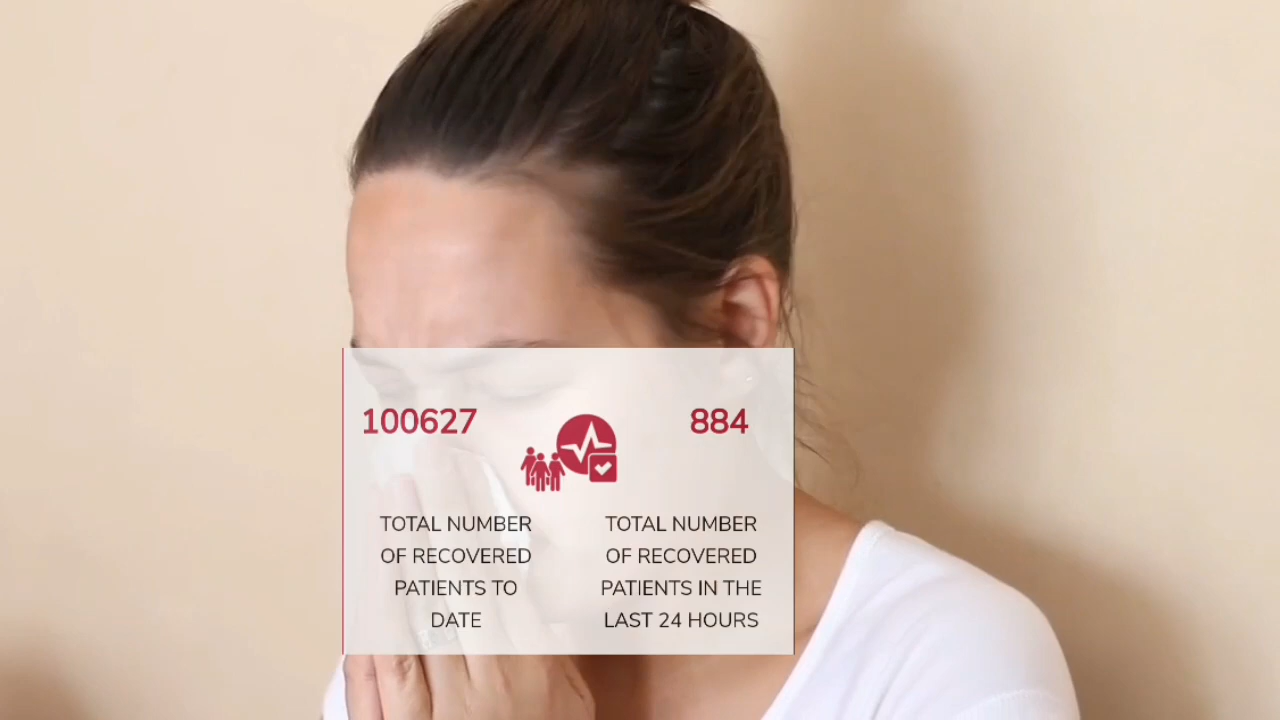 100627
TOTAL NUMBER
OF RECOVERED
PATIENTS TO
DATE
884
TOTAL NUMBER
OF RECOVERED
PATIENTS IN THE
LAST 24 HOURS